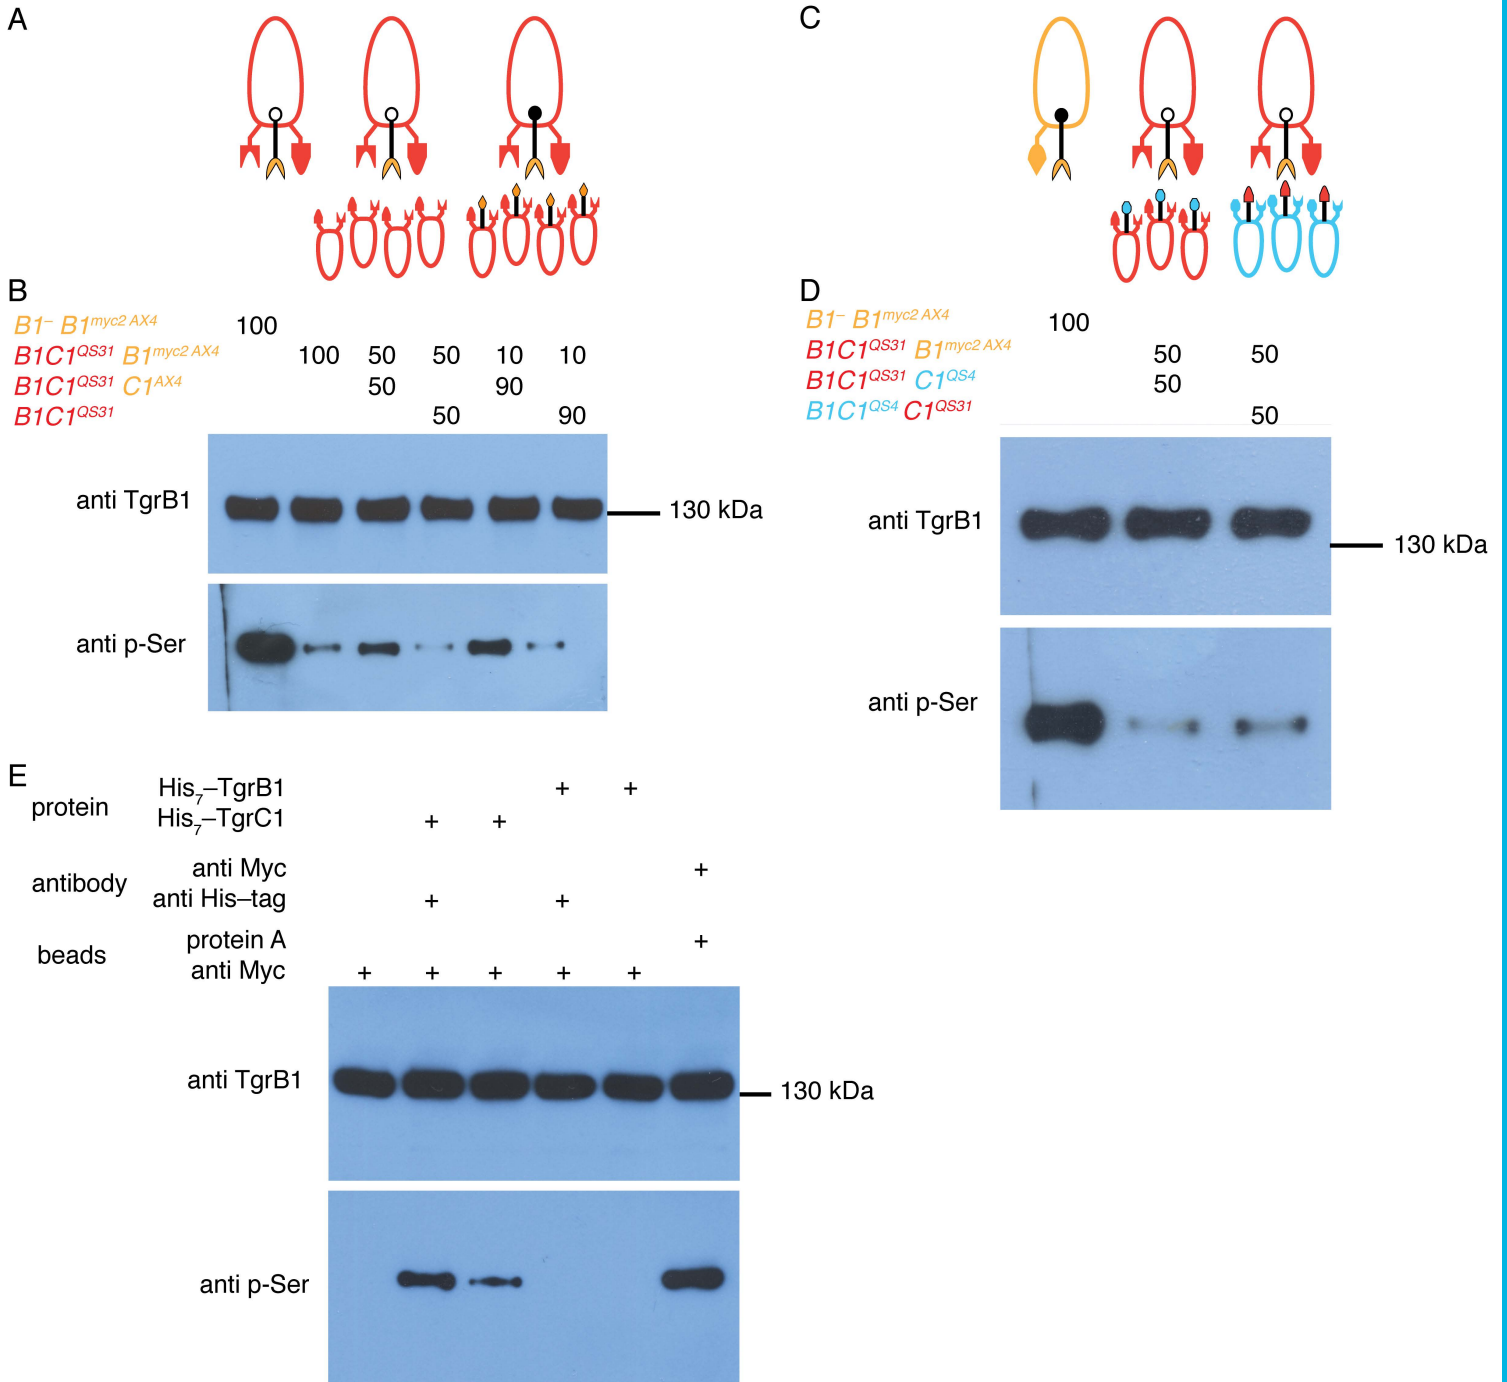 A
B
B1– B1myc2 AX4 100
B1C1QS31 B1myc2 AX4 100 50 50 10 10
B1C1QS31 C1AX4 50 90
B1C1QS31 50 90
anti TgrB1
130 kDa
anti p-Ser
C
D
B1– B1myc2 AX4 100
B1C1QS31 B1myc2 AX4 50 50
B1C1QS31 C1QS4 50
B1C1QS4 C1QS31 50
anti TgrB1
130 kDa
anti p-Ser
E
protein
His7–TgrB1 + +
His7–TgrC1 + +
antibody
anti Myc +
anti His–tag + +
beads
protein A +
anti Myc + + + + +
anti TgrB1
130 kDa
anti p-Ser